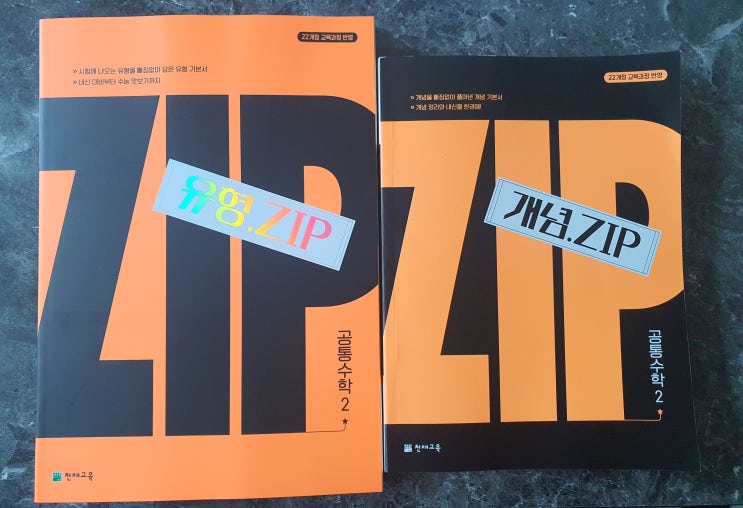 22개정 교육과정 반영
» 시험에 나오는 유형을 빠짐없이 담은 유형 기본서
» 내신 대비부터 수능 맛보기까지
ZIP
유형.ZIP
공통수학 2
천재교육
22개정 교육과정 반영
» 개념을 빠짐없이 풀어낸 개념 기본서
» 개념 정리와 내신을 한권에!
ZIP
개념.ZIP
공통수학 2
천재교육